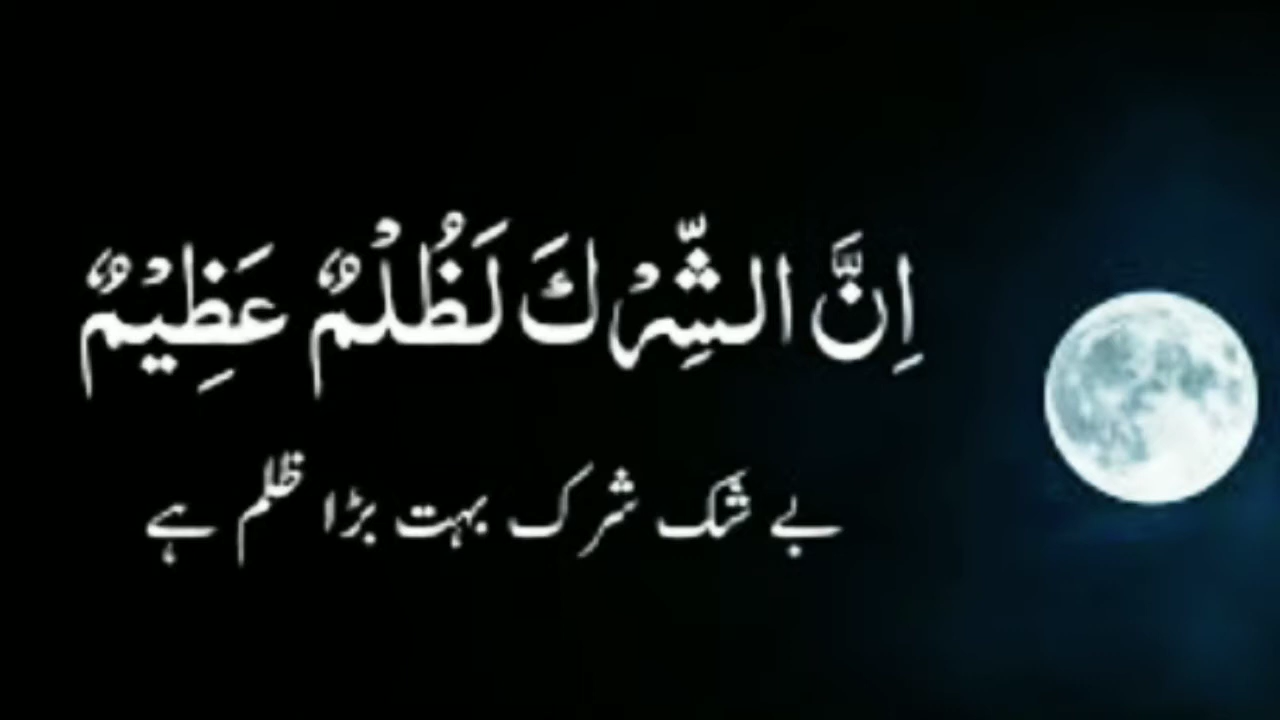 اِنَّ الشِّرْكَ لَظُلْمٌ عَظِيْمٌ
بے شک شرک بہت بڑا ظلم ہے